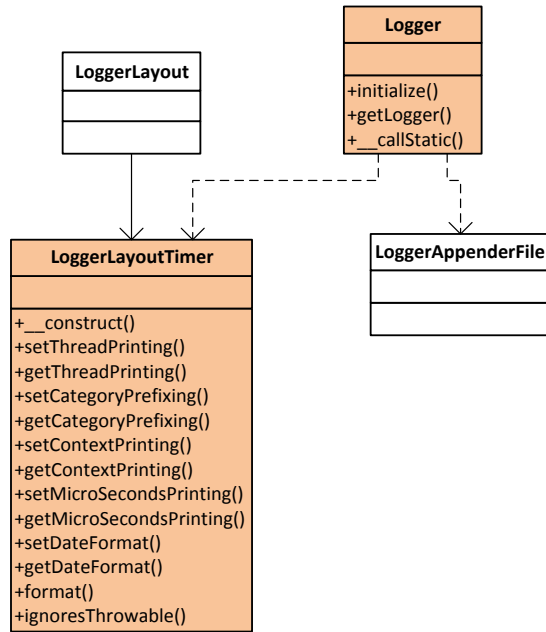 Logger
+initialize()
+getLogger()
+__callStatic()
LoggerLayout
LoggerLayoutTimer
+__construct()
+setThreadPrinting()
+getThreadPrinting()
+setCategoryPrefixing()
+getCategoryPrefixing()
+setContextPrinting()
+getContextPrinting()
+setMicroSecondsPrinting()
+getMicroSecondsPrinting()
+setDateFormat()
+getDateFormat()
+format()
+ignoresThrowable()
LoggerAppenderFile